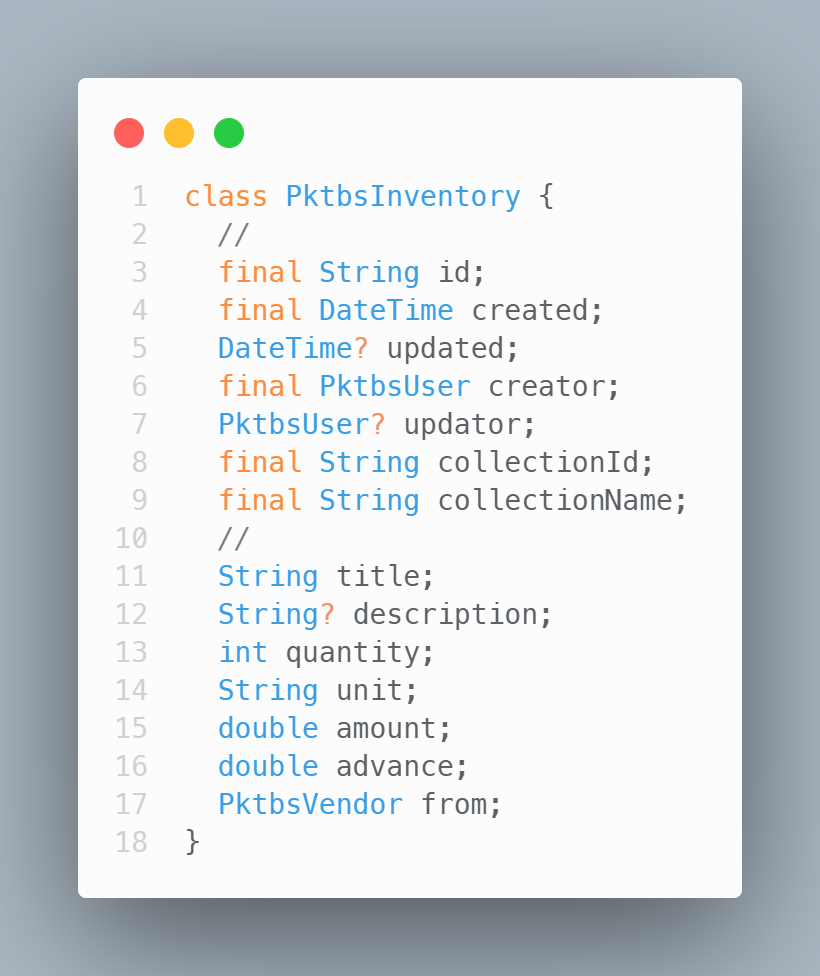 1 class PktbsInventory {
2   //
3   final String id;
4   final DateTime created;
5   DateTime? updated;
6   final PktbsUser creator;
7   PktbsUser? updator;
8   final String collectionId;
9   final String collectionName;
10   //
11   String title;
12   String? description;
13   int quantity;
14   String unit;
15   double amount;
16   double advance;
17   PktbsVendor from;
18 }